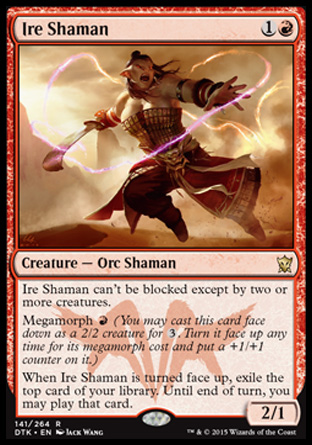 Ire Shaman 1
Creature — Orc Shaman
Ire Shaman can't be blocked except by two or
more creatures.
Megamorph (You may cast this card face
down as a 2/2 creature for 3. Turn it face up any
time for its megamorph cost and put a +1/+1
counter on it.)
When Ire Shaman is turned face up, exile the
top card of your library. Until end of turn, you
may play that card.
2/1
141/264 R
DTK • EN Jack Wang
™ & © 2015 Wizards of the Coast